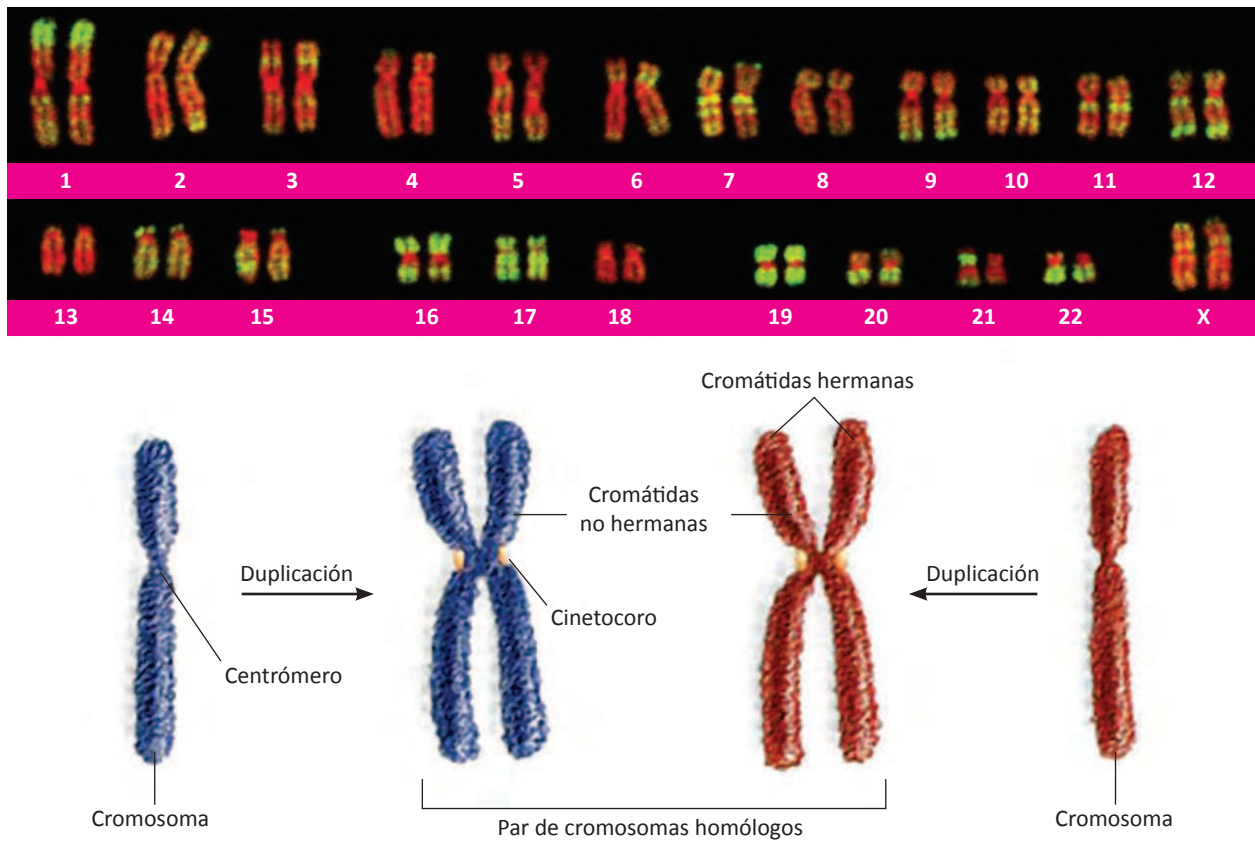 1 2 3 4 5 6 7 8 9 10 11 12
13 14 15 16 17 18 19 20 21 22 X
Cromátidas hermanas
Cromátidas
no hermanas
Duplicación
Duplicación
Cinetocoro
Centrómero
Cromosoma
Cromosoma
Par de cromosomas homólogos